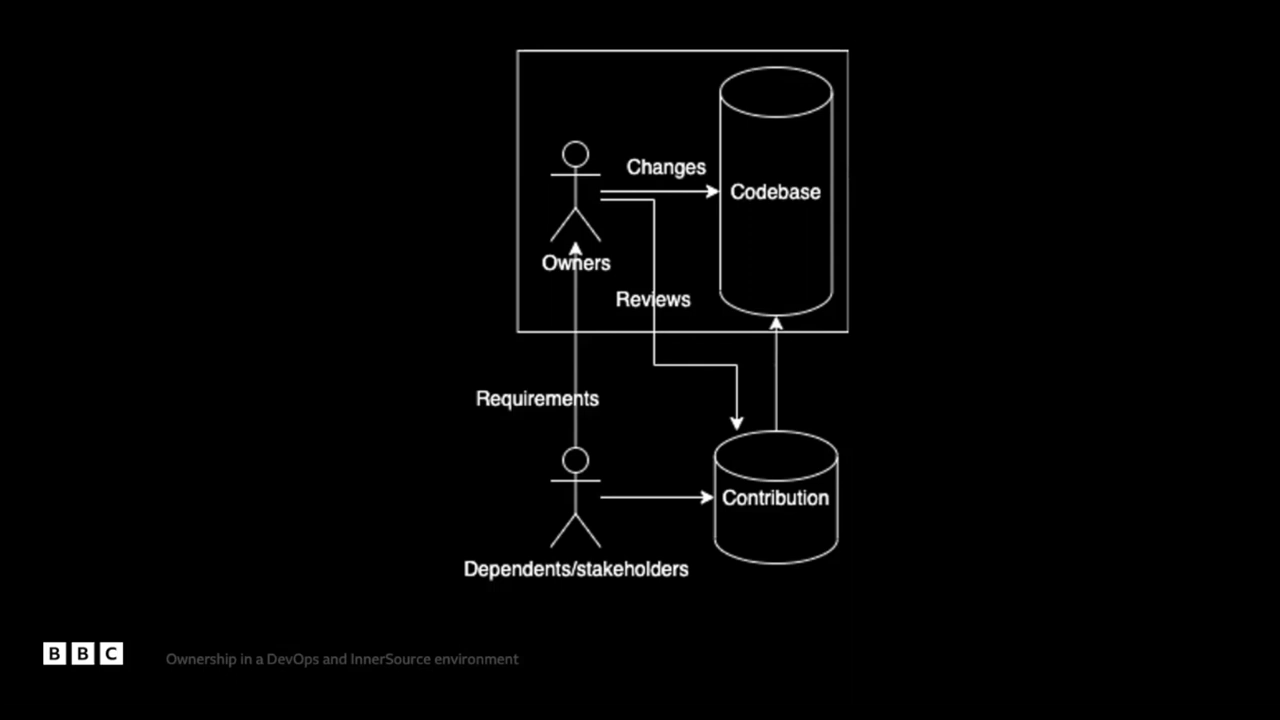 Changes
Codebase
Owners
Reviews
Requirements
Contribution
Dependents/stakeholders
BBC
Ownership in a DevOps and InnerSource environment